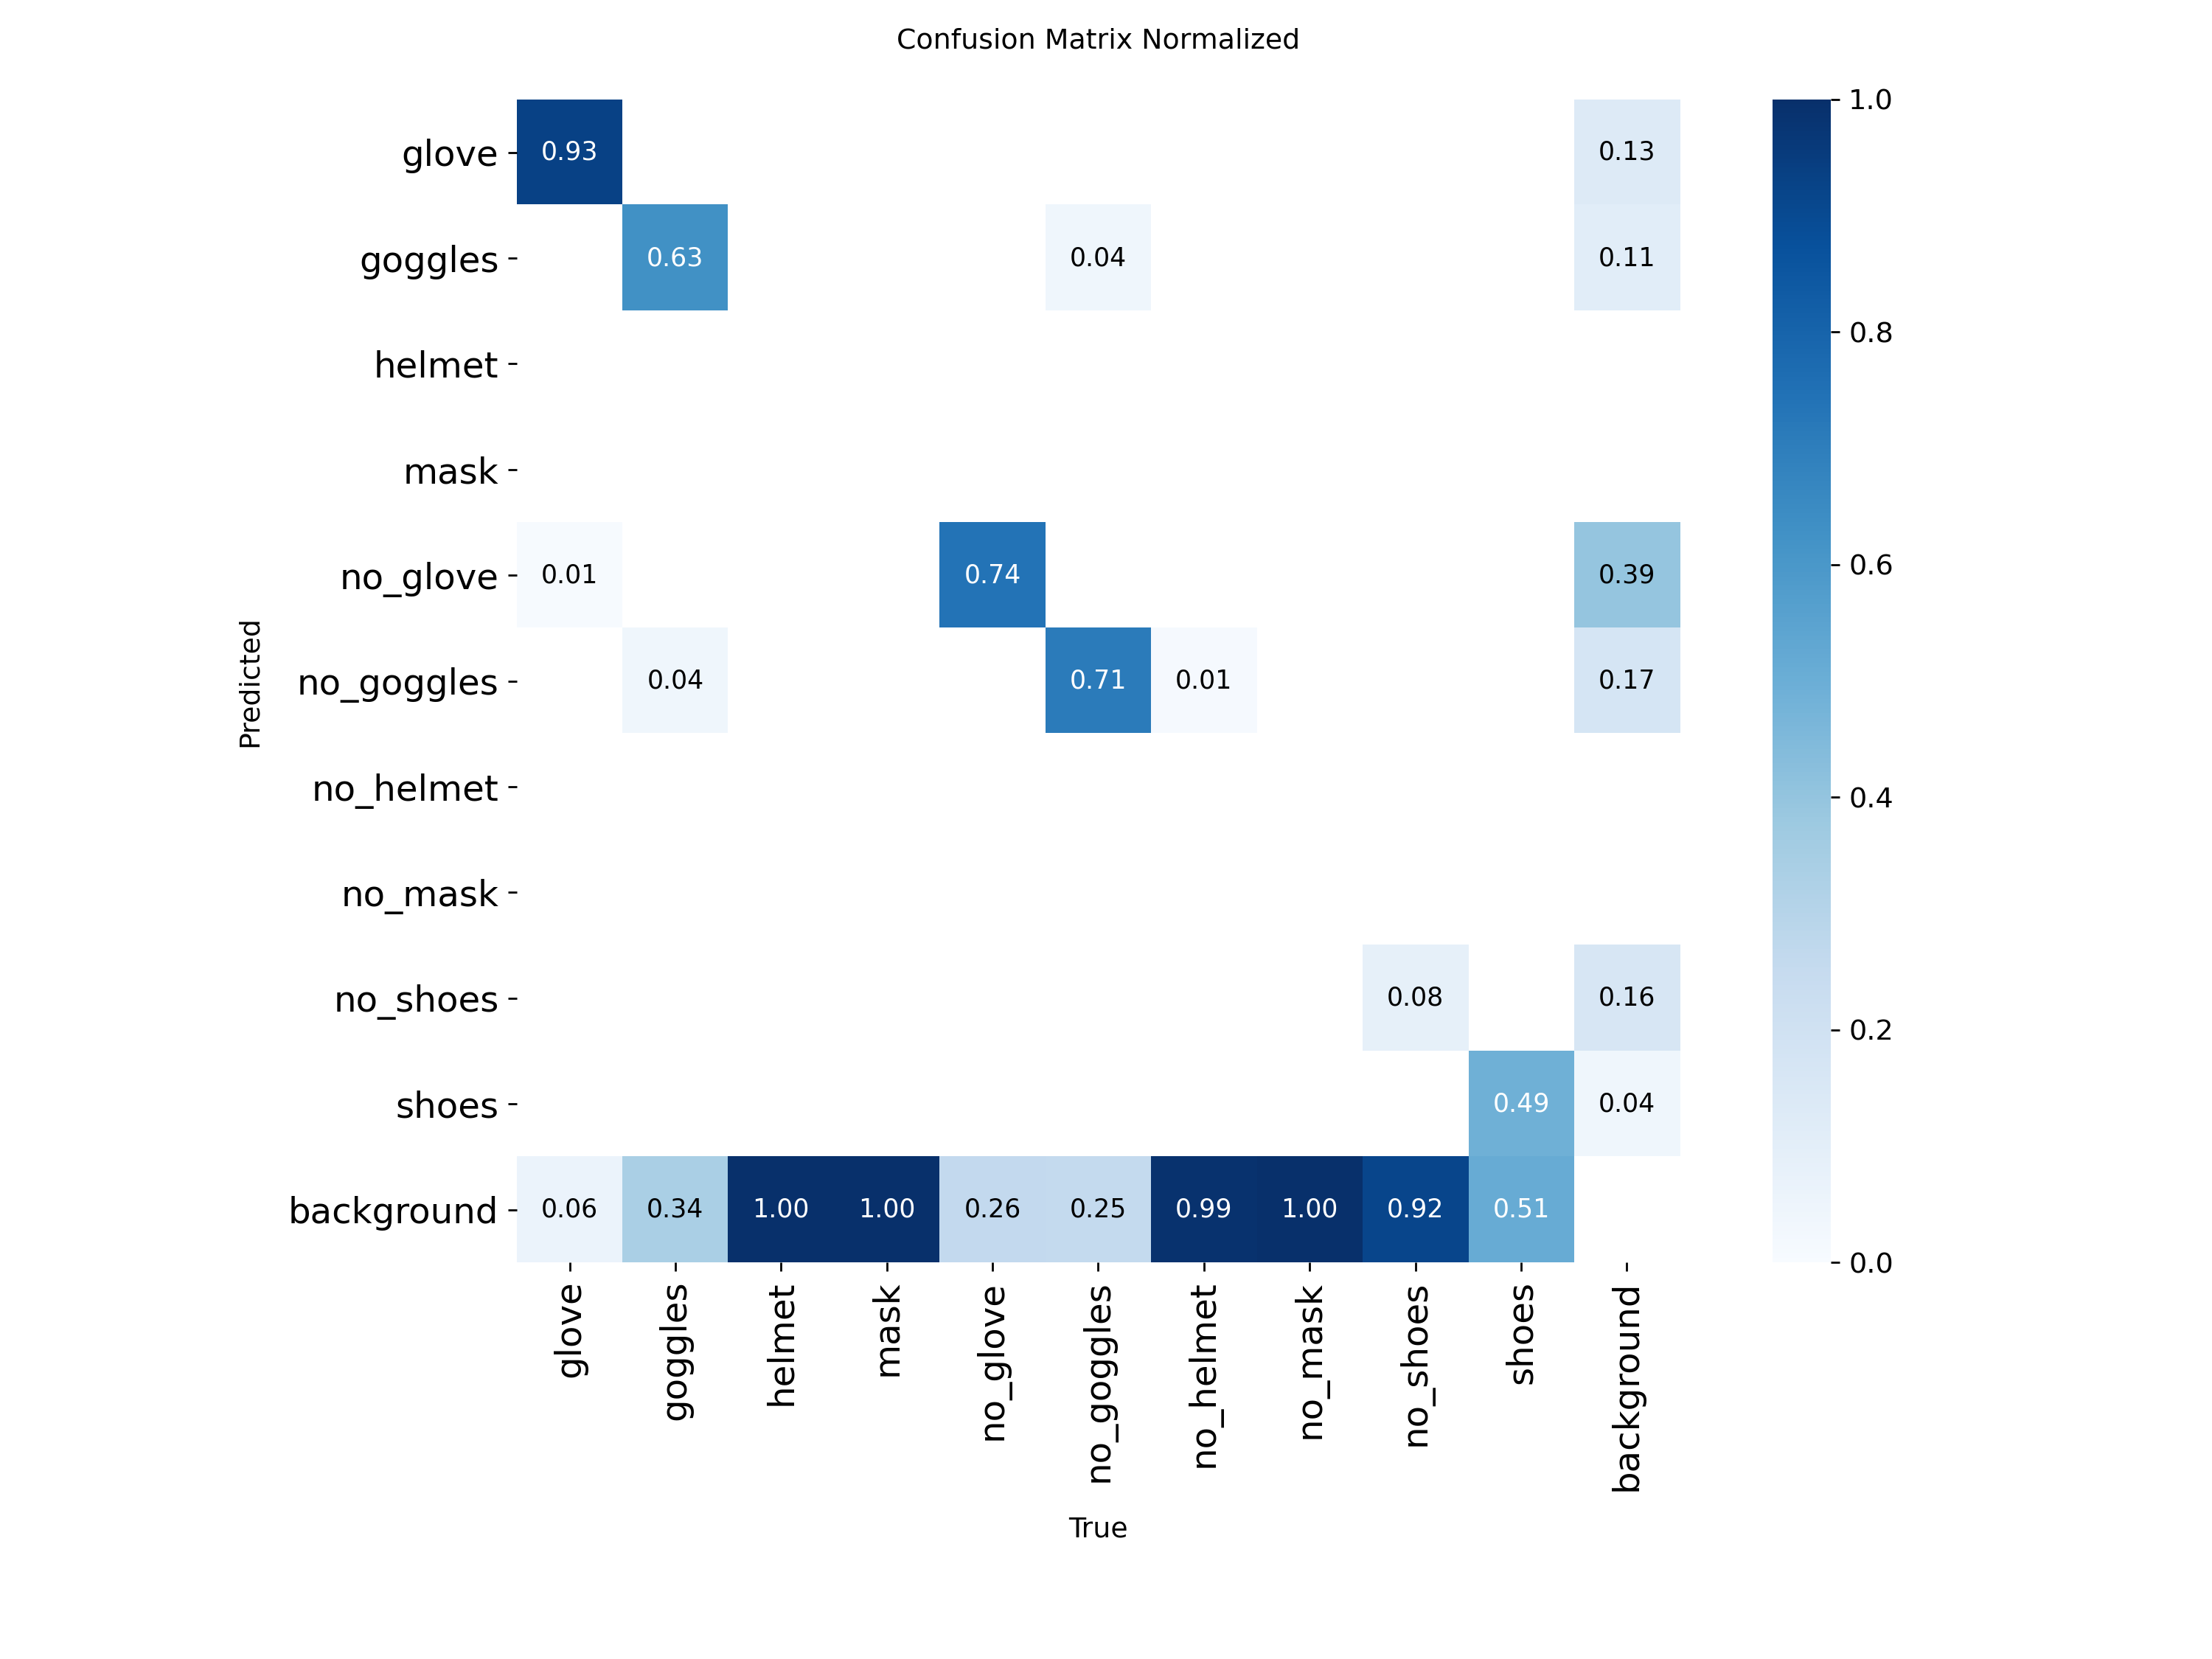 Confusion Matrix Normalized
glove 0.93 0.13
goggles 0.63 0.04 0.11
helmet
mask
no_glove 0.01 0.74 0.39
no_goggles 0.04 0.71 0.01 0.17
no_helmet
no_mask
no_shoes 0.08 0.16
shoes 0.49 0.04
background 0.06 0.34 1.00 1.00 0.26 0.25 0.99 1.00 0.92 0.51
glove goggles helmet mask no_glove no_goggles no_helmet no_mask no_shoes shoes background
True
Predicted
1.0
0.8
0.6
0.4
0.2
0.0